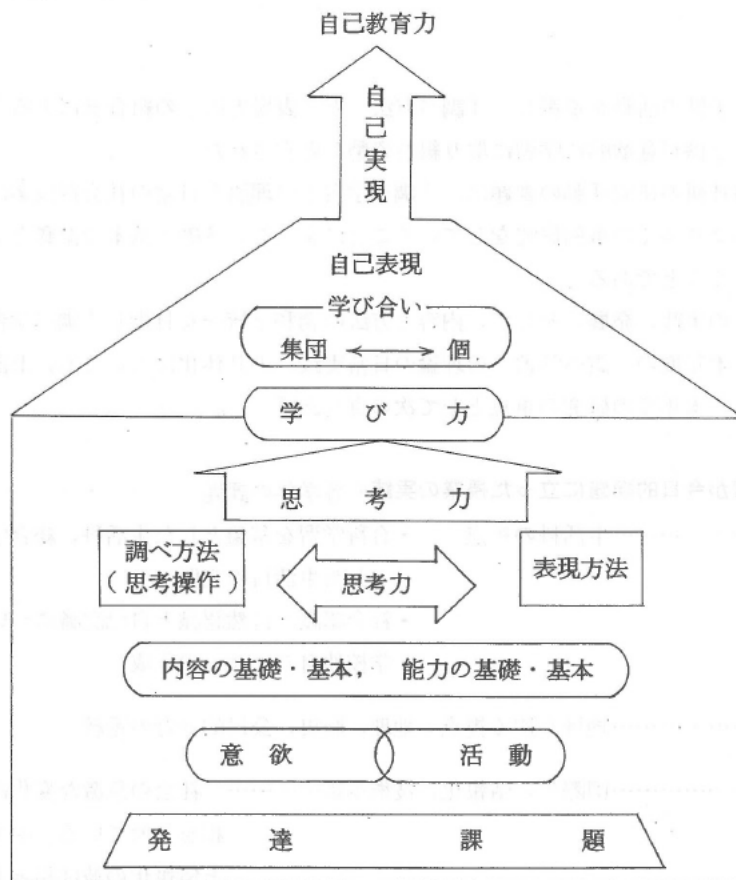 自己教育力
自己実現
自己表現
学び合い
集団 ⟷ 個
学び力
思考力
調べ方法
（思考操作）
思考力
表現方法
内容の基礎・基本， 能力の基礎・基本
意欲 活動
発達課題